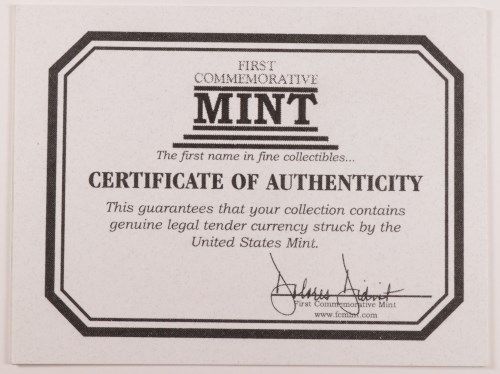 FIRST
COMMEMORATIVE
MINT
The first name in fine collectibles...
CERTIFICATE OF AUTHENTICITY
This guarantees that your collection contains
genuine legal tender currency struck by the
United States Mint.
First Commemorative Mint
www.fcmint.com